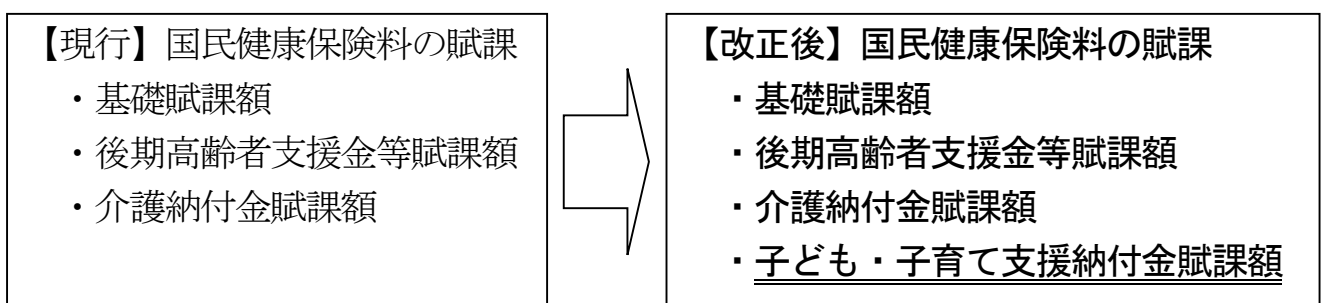 【現行】国民健康保険料の賦課
・基礎賦課額
・後期高齢者支援金等賦課額
・介護納付金賦課額
【改正後】国民健康保険料の賦課
・基礎賦課額
・後期高齢者支援金等賦課額
・介護納付金賦課額
・子ども・子育て支援納付金賦課額